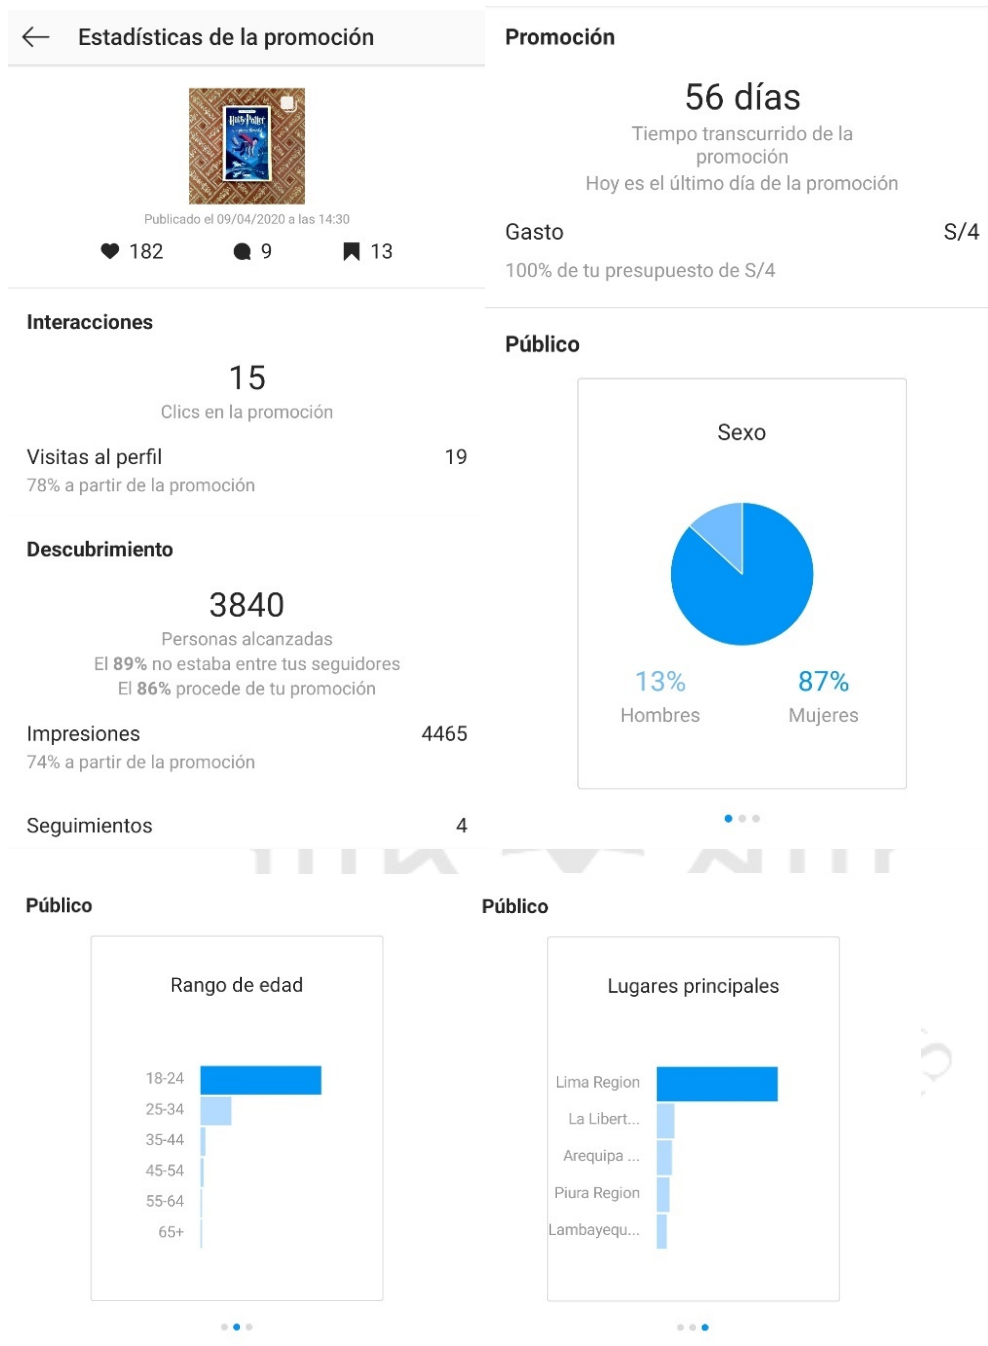 Estadísticas de la promoción
Harry Potter
Publicado el 09/04/2020 a las 14:30
182
9
13
Interacciones
15
Clics en la promoción
Visitas al perfil
19
78% a partir de la promoción
Descubrimiento
3840
Personas alcanzadas
El 89% no estaba entre tus seguidores
El 86% procede de tu promoción
Impresiones
4465
74% a partir de la promoción
Seguimientos
4
Promoción
56 días
Tiempo transcurrido de la
promoción
Hoy es el último día de la promoción
Gasto
S/4
100% de tu presupuesto de S/4
Público
Sexo
13%
87%
Hombres
Mujeres
Público
Rango de edad
18-24
25-34
35-44
45-54
55-64
65+
Público
Lugares principales
Lima Region
La Libert...
Arequipa ...
Piura Region
Lambayequ...